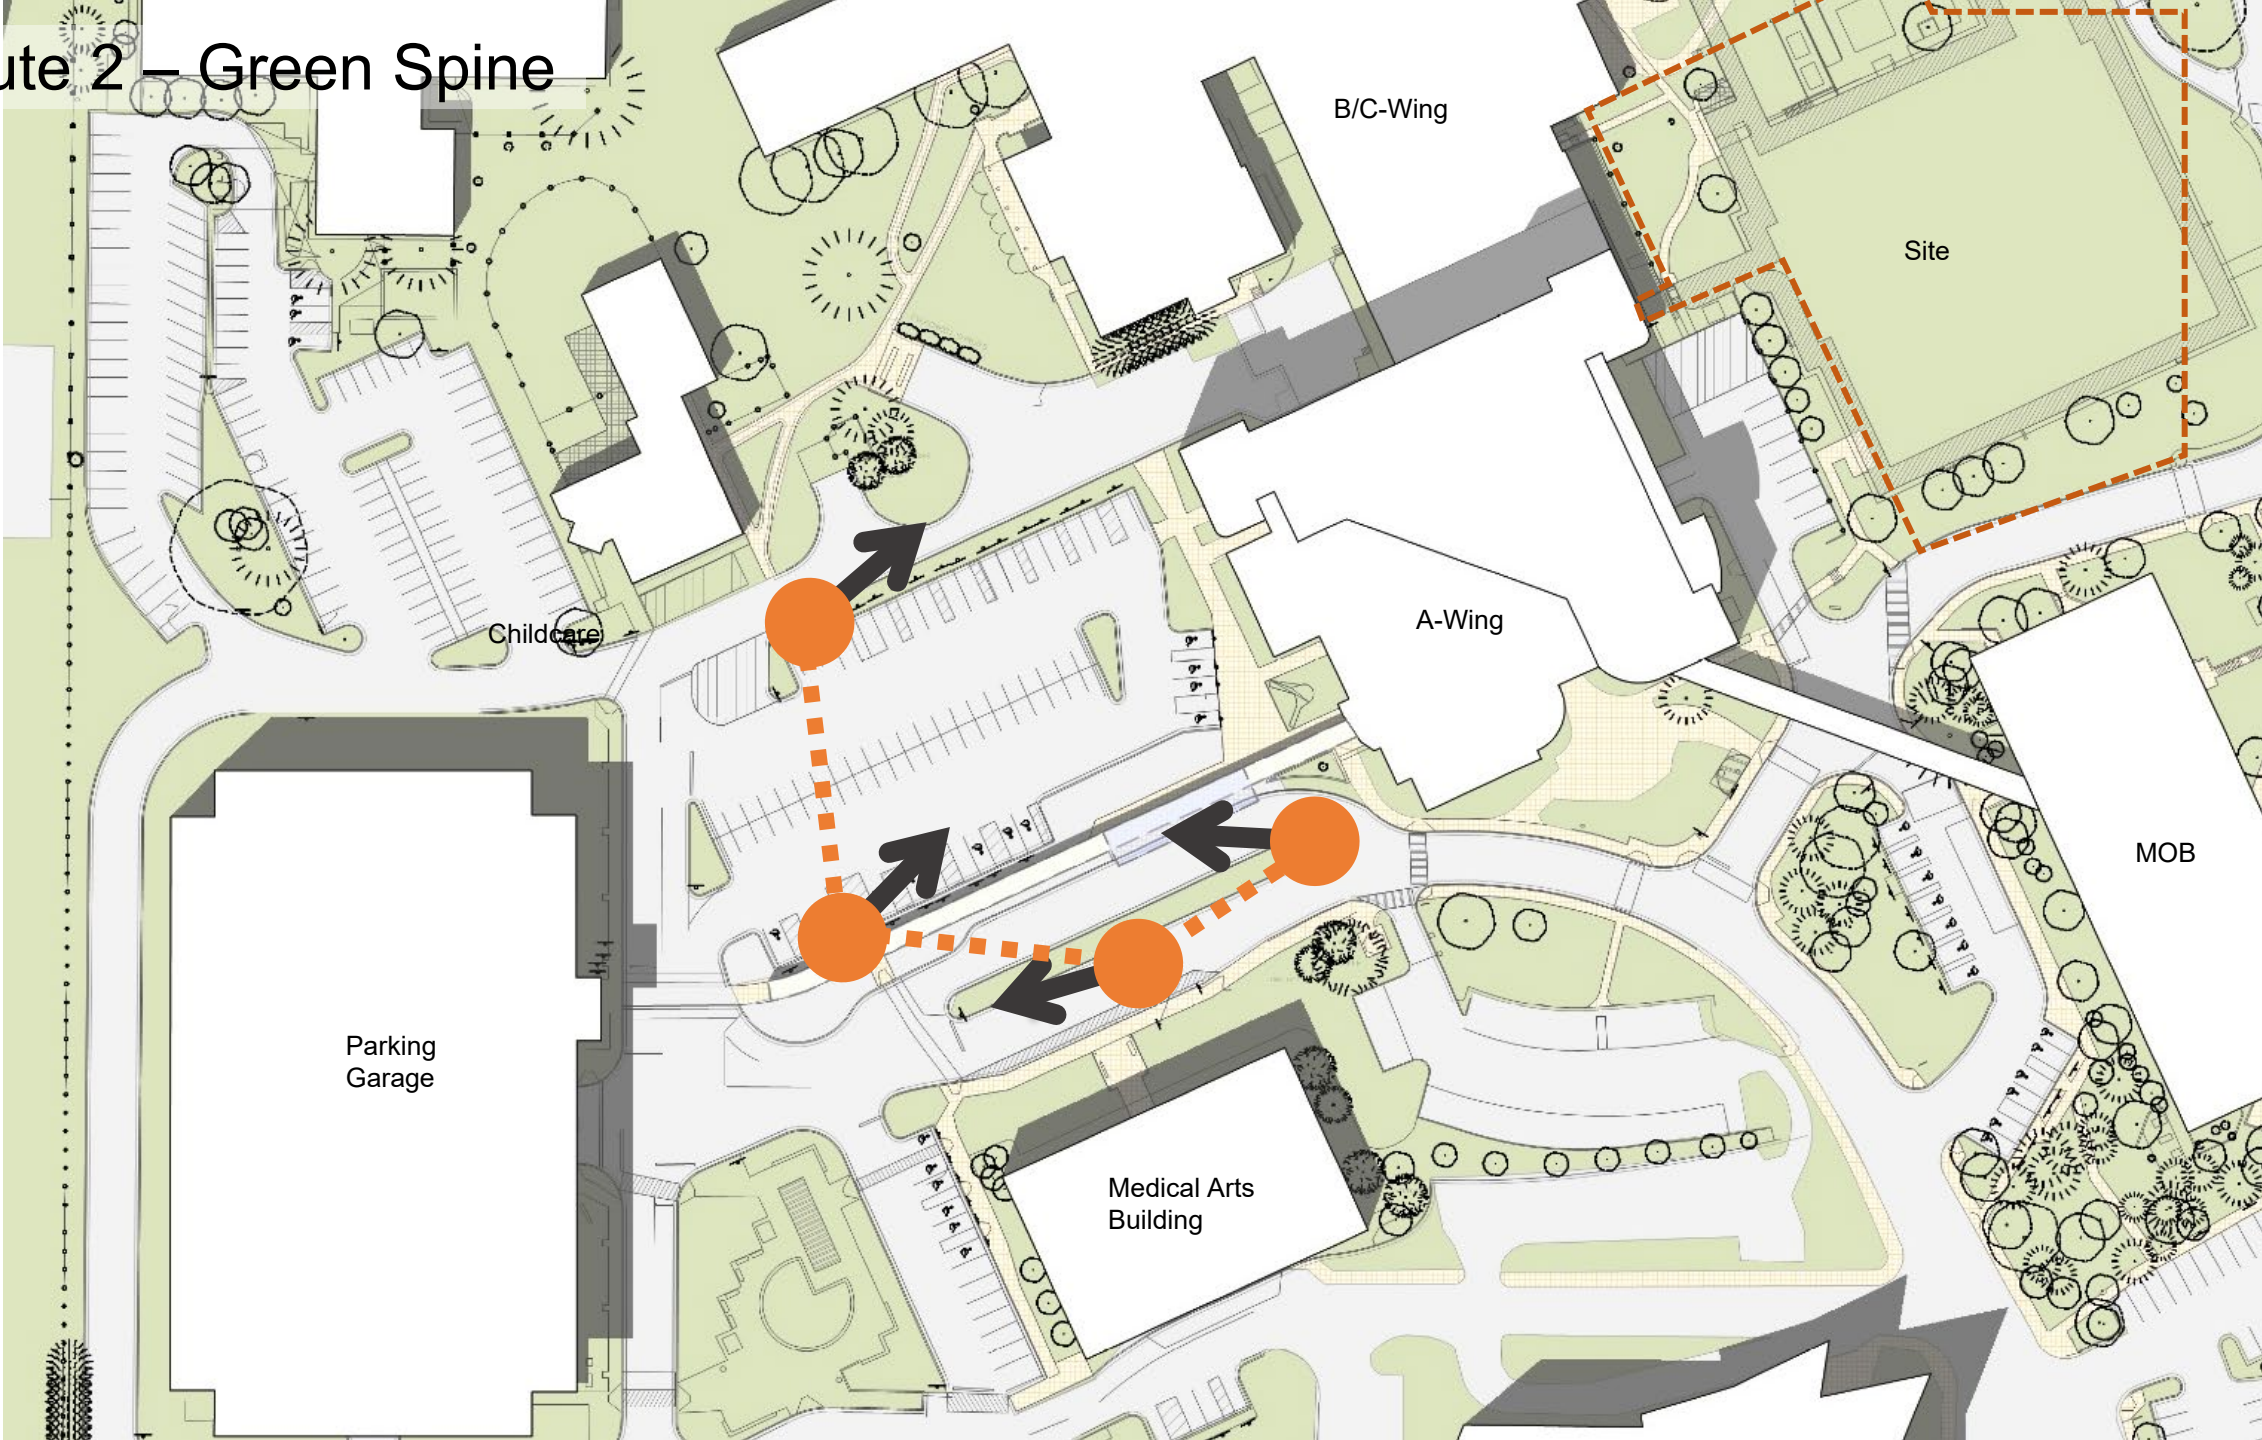 ute 2 – Green Spine
B/C-Wing
Site
Childcare
A-Wing
MOB
Parking
Garage
Medical Arts
Building